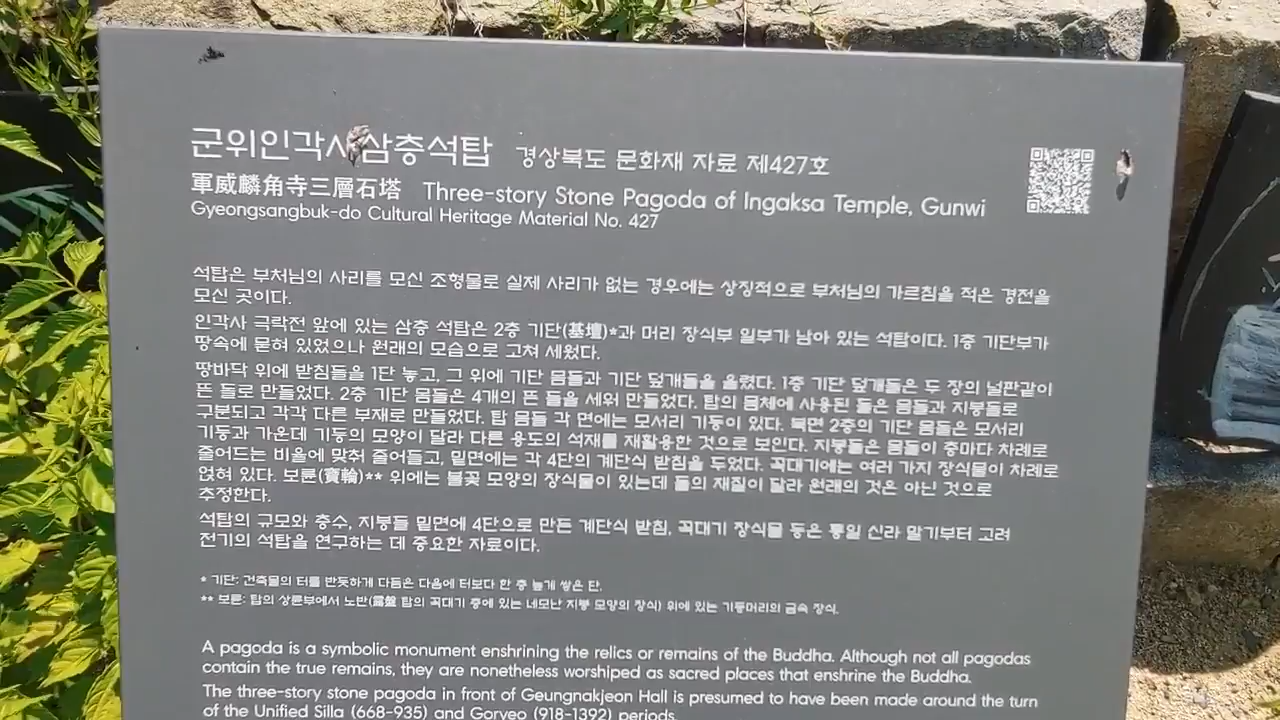 군위인각사삼층석탑 경상북도 문화재 자료 제427호
軍威麟角寺三層石塔 Three-story Stone Pagoda of Ingaksa Temple, Gunwi
Gyeongsangbuk-do Cultural Heritage Material No. 427
석탑은 부처님의 사리를 모신 조형물로 실제 사리가 없는 경우에는 상징적으로 부처님의 가르침을 적은 경전을
모신 곳이다.
인각사 극락전 앞에 있는 삼층 석탑은 2층 기단(基壇)*과 머리 장식부 일부가 남아 있는 석탑이다. 1층 기단부가
땅속에 묻혀 있었으나 원래의 모습으로 고쳐 세웠다.
땅바닥 위에 받침돌을 1단 놓고, 그 위에 기단 몸돌과 기단 덮개돌을 올렸다. 1층 기단 덮개돌은 두 장의 널판같이
뜬 돌로 만들었다. 2층 기단 몸돌은 4개의 뜬 돌을 세워 만들었다. 탑의 몸체에 사용된 돌은 몸돌과 지붕돌로
구분되고 각각 다른 부재로 만들었다. 탑 몸돌 각 면에는 모서리 기둥이 있다. 북면 2층의 기단 몸돌은 모서리
기둥과 가운데 기둥의 모양이 달라 다른 용도의 석재를 재활용한 것으로 보인다. 지붕돌은 몸돌이 층마다 차례로
줄어드는 비율에 맞춰 줄어들고, 밑면에는 각 4단의 계단식 받침을 두었다. 꼭대기에는 여러 가지 장식물이 차례로
얹혀 있다. 보륜(寶輪)** 위에는 불꽃 모양의 장식물이 있는데 돌의 재질이 달라 원래의 것은 아닌 것으로
추정한다.
석탑의 규모와 층수, 지붕돌 밑면에 4단으로 만든 계단식 받침, 꼭대기 장식물 등은 통일 신라 말기부터 고려
전기의 석탑을 연구하는 데 중요한 자료이다.
* 기단: 건축물의 터를 반듯하게 다듬은 다음에 터보다 한 층 높게 쌓은 단.
** 보륜: 탑의 상륜부에서 노반(露盤 탑의 꼭대기 층에 있는 네모난 지붕 모양의 장식) 위에 있는 기둥머리의 금속 장식.
A pagoda is a symbolic monument enshrining the relics or remains of the Buddha. Although not all pagodas
contain the true remains, they are nonetheless worshiped as sacred places that enshrine the Buddha.
The three-story stone pagoda in front of Geungnakjeon Hall is presumed to have been made around the turn
of the Unified Silla (668-935) and Goryeo (918-1392) periods.